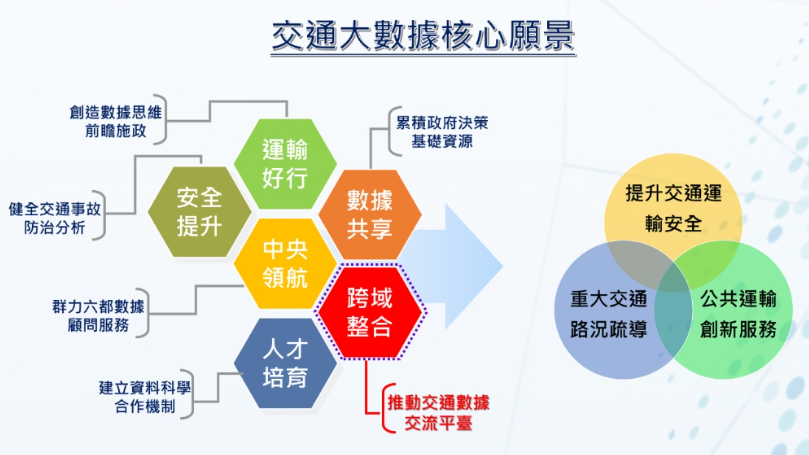 交通大數據核心願景
創造數據思維
前瞻施政
運輸
好行
累積政府決策
基礎資源
安全
提升
數據
共享
健全交通事故
防治分析
中央
領航
群力六都數據
顧問服務
跨域
整合
人才
培育
建立資料科學
合作機制
推動交通數據
交流平臺
提升交通運
輸安全
重大交通
路況疏導
公共運輸
創新服務